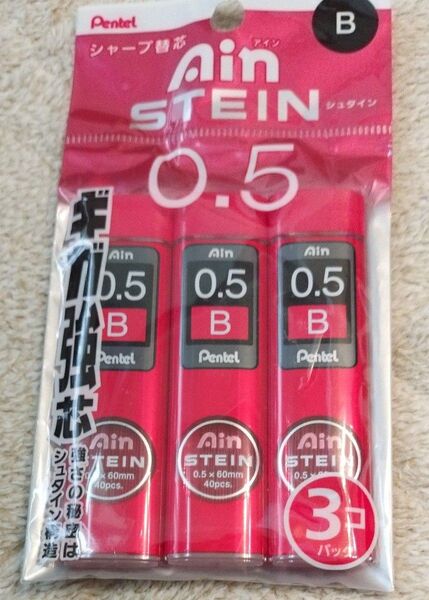 Pentel
B
シャープ替芯
Ain
アイン
STEIN
シュタイン
0.5
ギガ強芯
強さの秘密は
シュタイン構造
Ain
0.5
B
Pentel
Ain
STEIN
0.5×60mm
40pcs.
Ain
0.5
B
Pentel
Ain
STEIN
0.5×60mm
40pcs.
Ain
0.5
B
Pentel
Ain
STEIN
3コ
パック